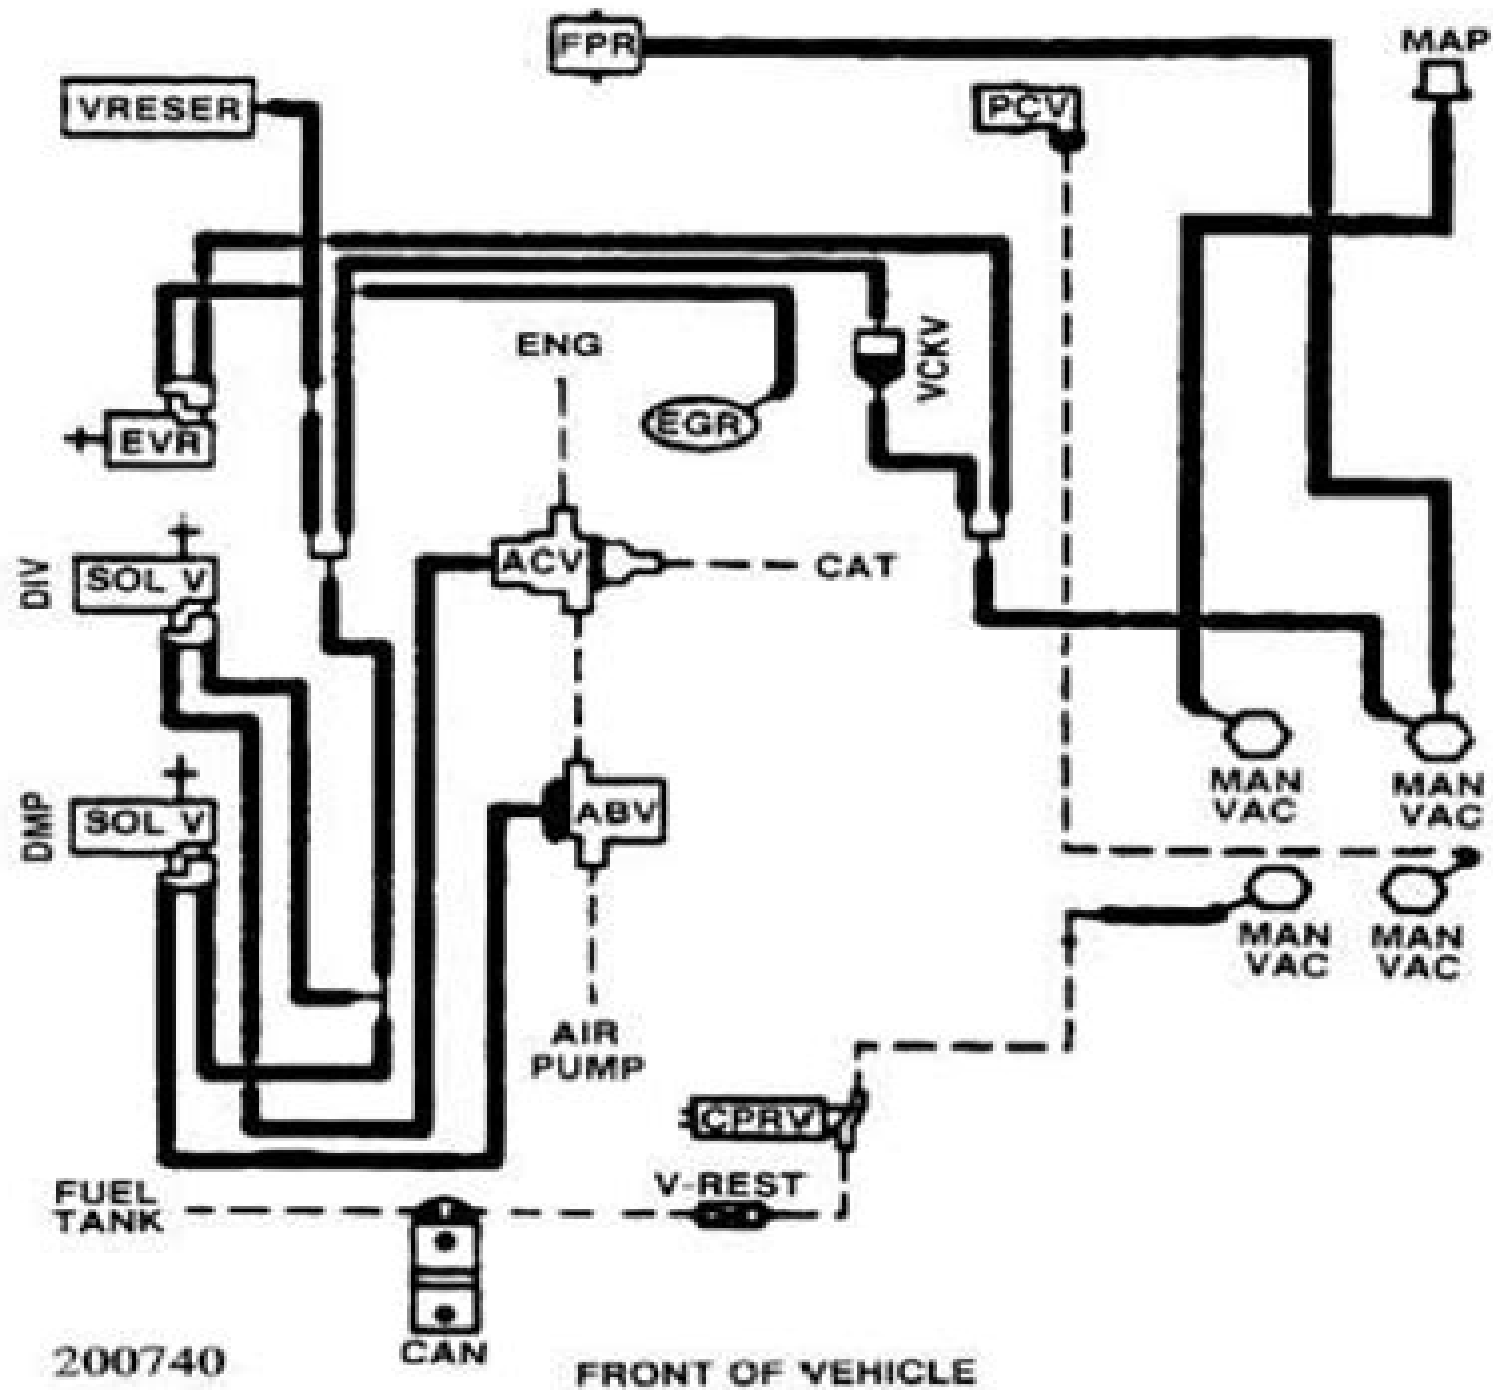 FPR
MAP
VRESER
PCV
ENG
VCKV
EGR
EVR
DIV
SOL V
ACV
CAT
MAN
VAC
MAN
VAC
DMP
SOL V
ABV
MAN
VAC
MAN
VAC
AIR
PUMP
CPRV
V-REST
FUEL
TANK
CAN
200740
FRONT OF VEHICLE